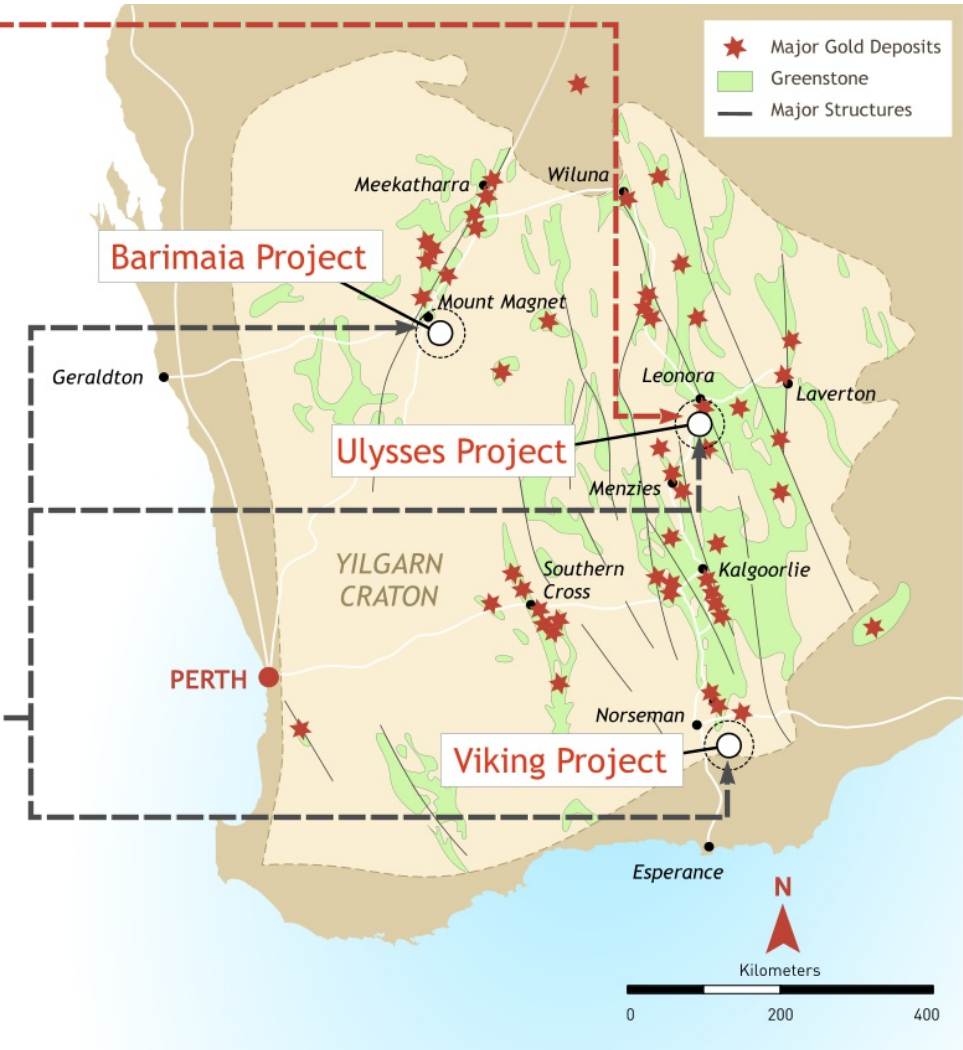 Major Gold Deposits
Greenstone
Major Structures
Meekatharra
Wiluna
Barimaia Project
Mount Magnet
Geraldton
Leonora
Laverton
Ulysses Project
Menzies
YILGARN
CRATON
Southern
Cross
Kalgoorlie
PERTH
Norseman
Viking Project
Esperance
N
Kilometers
0
200
400